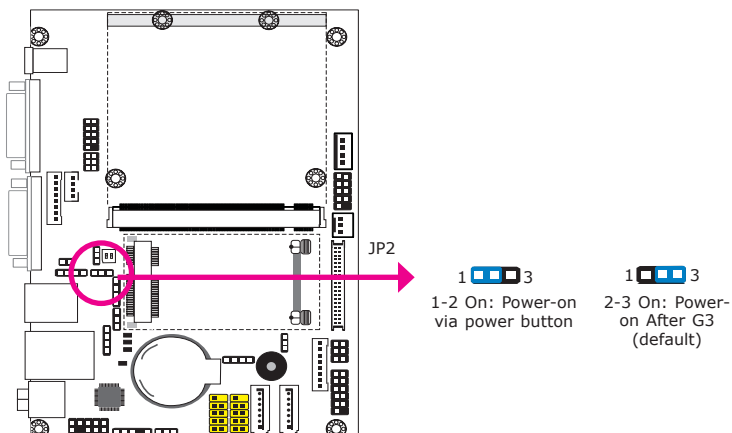 JP2
1 3
1-2 On: Power-on
via power button
1 3
2-3 On: Power-
on After G3
(default)